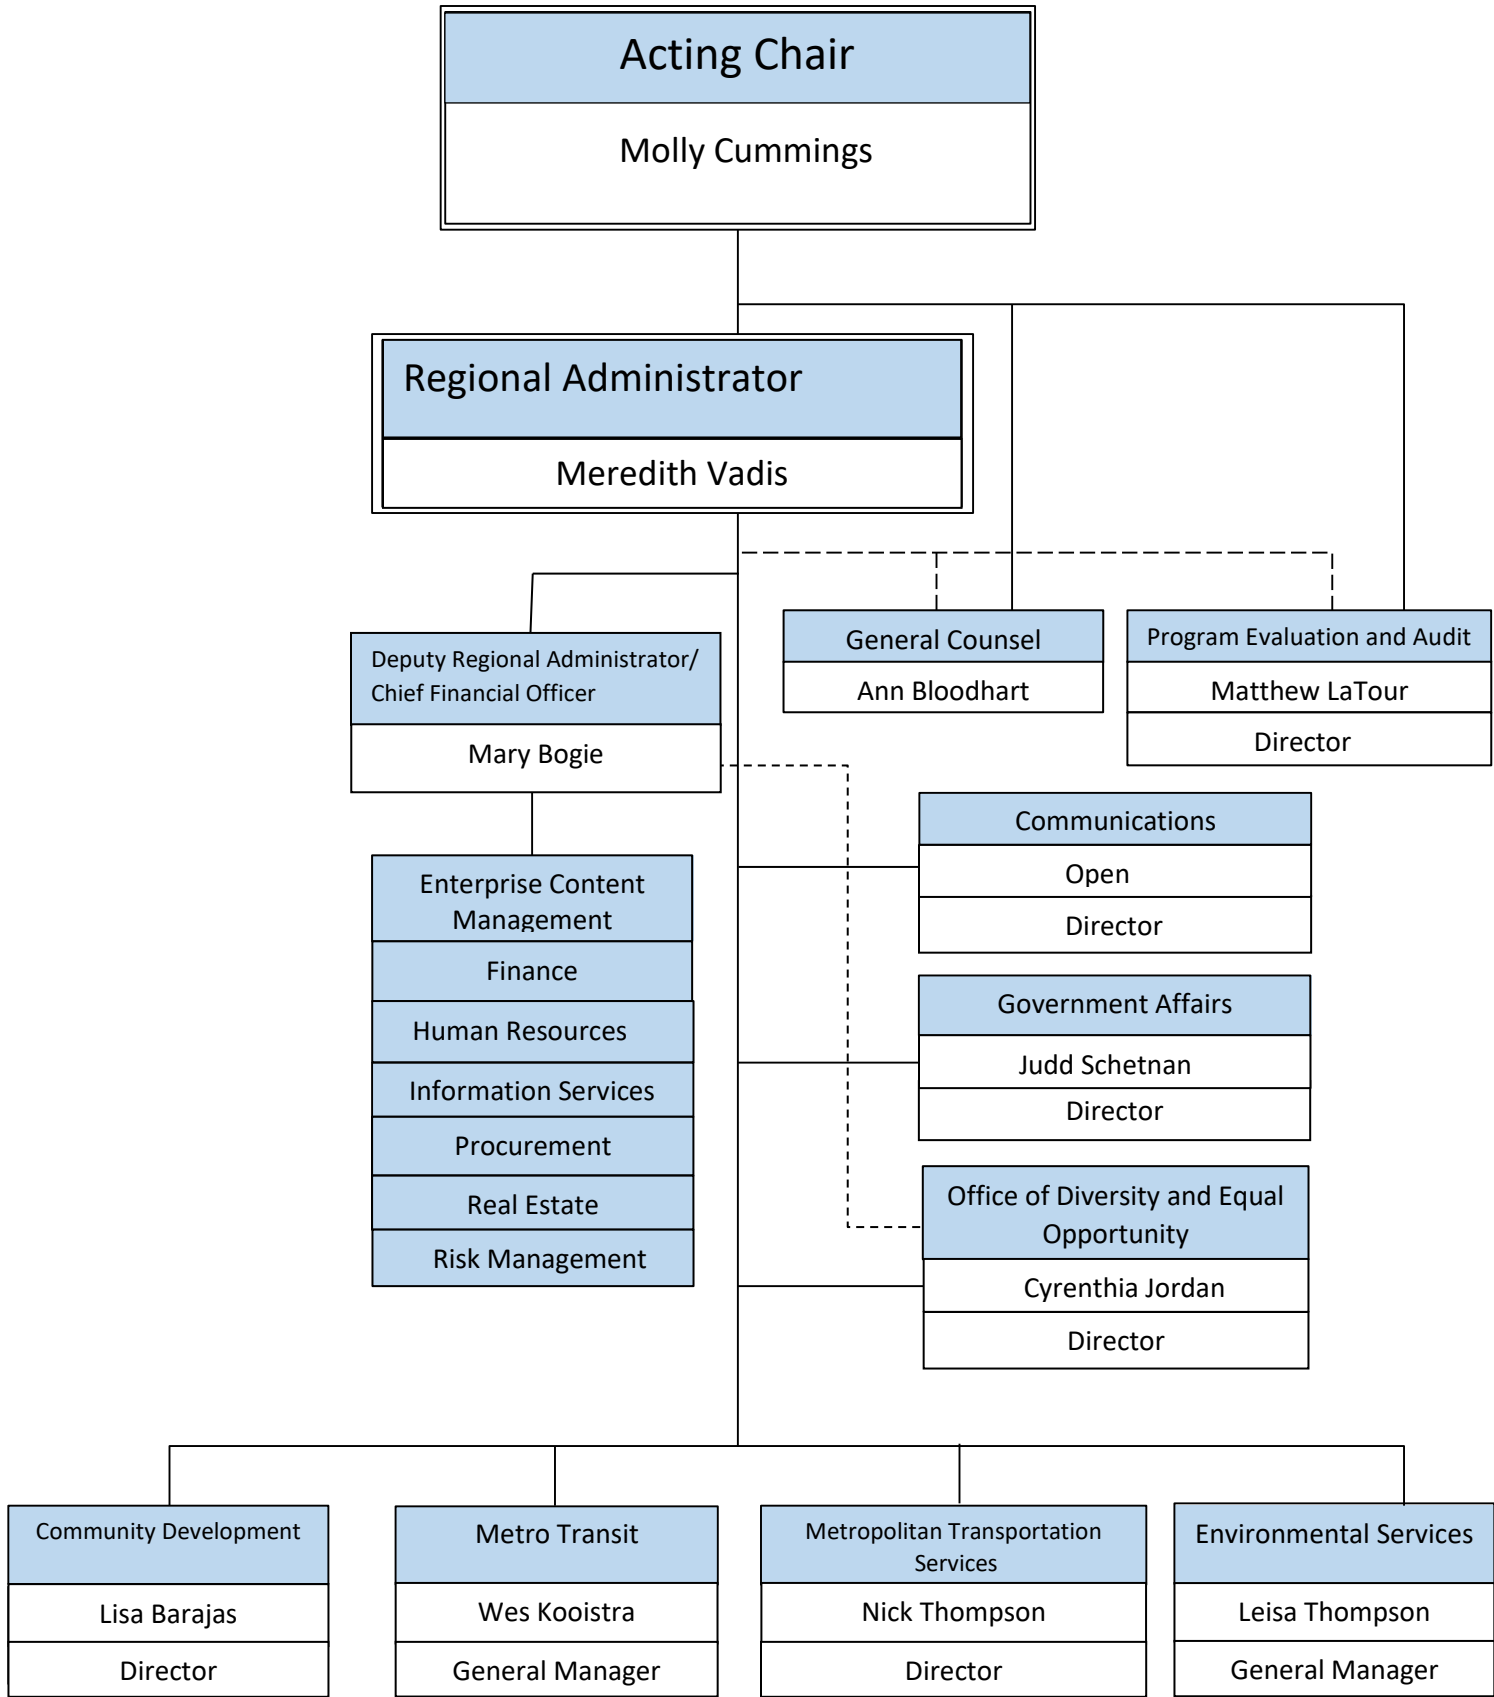 Acting Chair
Molly Cummings
Regional Administrator
Meredith Vadis
General Counsel
Ann Bloodhart
Program Evaluation and Audit
Matthew LaTour
Director
Deputy Regional Administrator/
Chief Financial Officer
Mary Bogie
Communications
Open
Director
Enterprise Content
Management
Finance
Human Resources
Information Services
Procurement
Real Estate
Risk Management
Government Affairs
Judd Schetnan
Director
Office of Diversity and Equal
Opportunity
Cyrenthia Jordan
Director
Community Development
Lisa Barajas
Director
Metro Transit
Wes Kooistra
General Manager
Metropolitan Transportation
Services
Nick Thompson
Director
Environmental Services
Leisa Thompson
General Manager